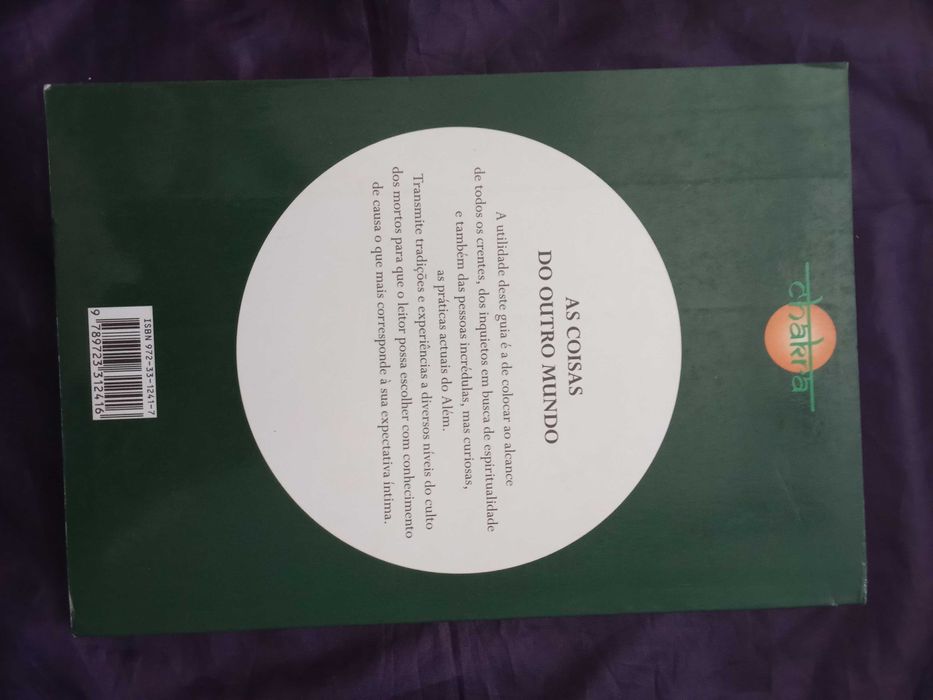 chakra
AS COISAS
DO OUTRO MUNDO
A utilidade deste guia é a de colocar ao alcance
de todos os crentes, dos inquietos em busca de espiritualidade
e também das pessoas incrédulas, mas curiosas,
as práticas actuais do Além.
Transmite tradições e experiências a diversos níveis do culto
dos mortos para que o leitor possa escolher com conhecimento
de causa o que mais corresponde à sua expectativa íntima.
ISBN 972-33-1241-7
9 789723 312416